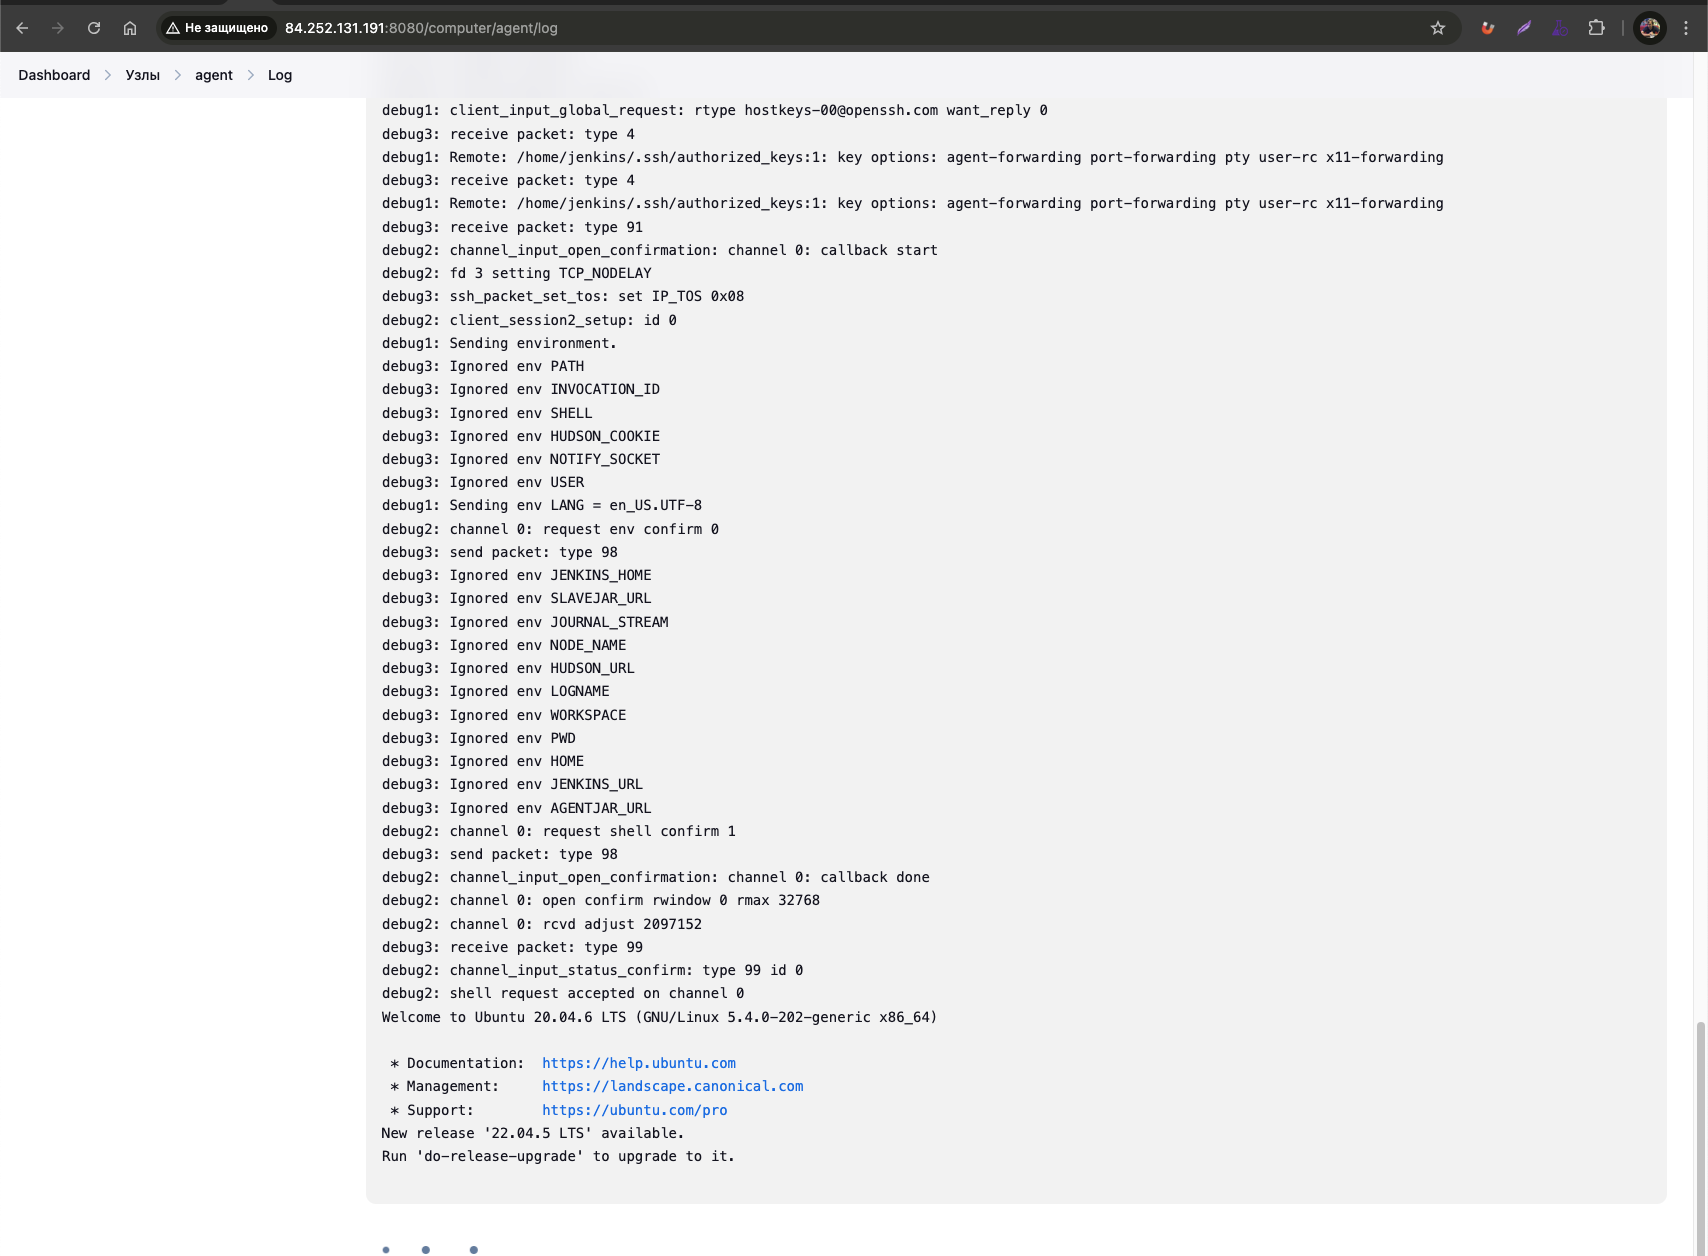 Не защищено 84.252.131.191:8080/computer/agent/log
Dashboard > Узлы > agent > Log
debug1: client_input_global_request: rtype hostkeys-00@openssh.com want_reply 0
debug3: receive packet: type 4
debug1: Remote: /home/jenkins/.ssh/authorized_keys:1: key options: agent-forwarding port-forwarding pty user-rc x11-forwarding
debug3: receive packet: type 4
debug1: Remote: /home/jenkins/.ssh/authorized_keys:1: key options: agent-forwarding port-forwarding pty user-rc x11-forwarding
debug3: receive packet: type 91
debug2: channel_input_open_confirmation: channel 0: callback start
debug2: fd 3 setting TCP_NODELAY
debug3: ssh_packet_set_tos: set IP_TOS 0x08
debug2: client_session2_setup: id 0
debug1: Sending environment.
debug3: Ignored env PATH
debug3: Ignored env INVOCATION_ID
debug3: Ignored env SHELL
debug3: Ignored env HUDSON_COOKIE
debug3: Ignored env NOTIFY_SOCKET
debug3: Ignored env USER
debug1: Sending env LANG = en_US.UTF-8
debug2: channel 0: request env confirm 0
debug3: send packet: type 98
debug3: Ignored env JENKINS_HOME
debug3: Ignored env SLAVEJAR_URL
debug3: Ignored env JOURNAL_STREAM
debug3: Ignored env NODE_NAME
debug3: Ignored env HUDSON_URL
debug3: Ignored env LOGNAME
debug3: Ignored env WORKSPACE
debug3: Ignored env PWD
debug3: Ignored env HOME
debug3: Ignored env JENKINS_URL
debug3: Ignored env AGENTJAR_URL
debug2: channel 0: request shell confirm 1
debug3: send packet: type 98
debug2: channel_input_open_confirmation: channel 0: callback done
debug2: channel 0: open confirm rwindow 0 rmax 32768
debug2: channel 0: rcvd adjust 2097152
debug3: receive packet: type 99
debug2: channel_input_status_confirm: type 99 id 0
debug2: shell request accepted on channel 0
Welcome to Ubuntu 20.04.6 LTS (GNU/Linux 5.4.0-202-generic x86_64)
* Documentation: https://help.ubuntu.com
* Management: https://landscape.canonical.com
* Support: https://ubuntu.com/pro
New release '22.04.5 LTS' available.
Run 'do-release-upgrade' to upgrade to it.